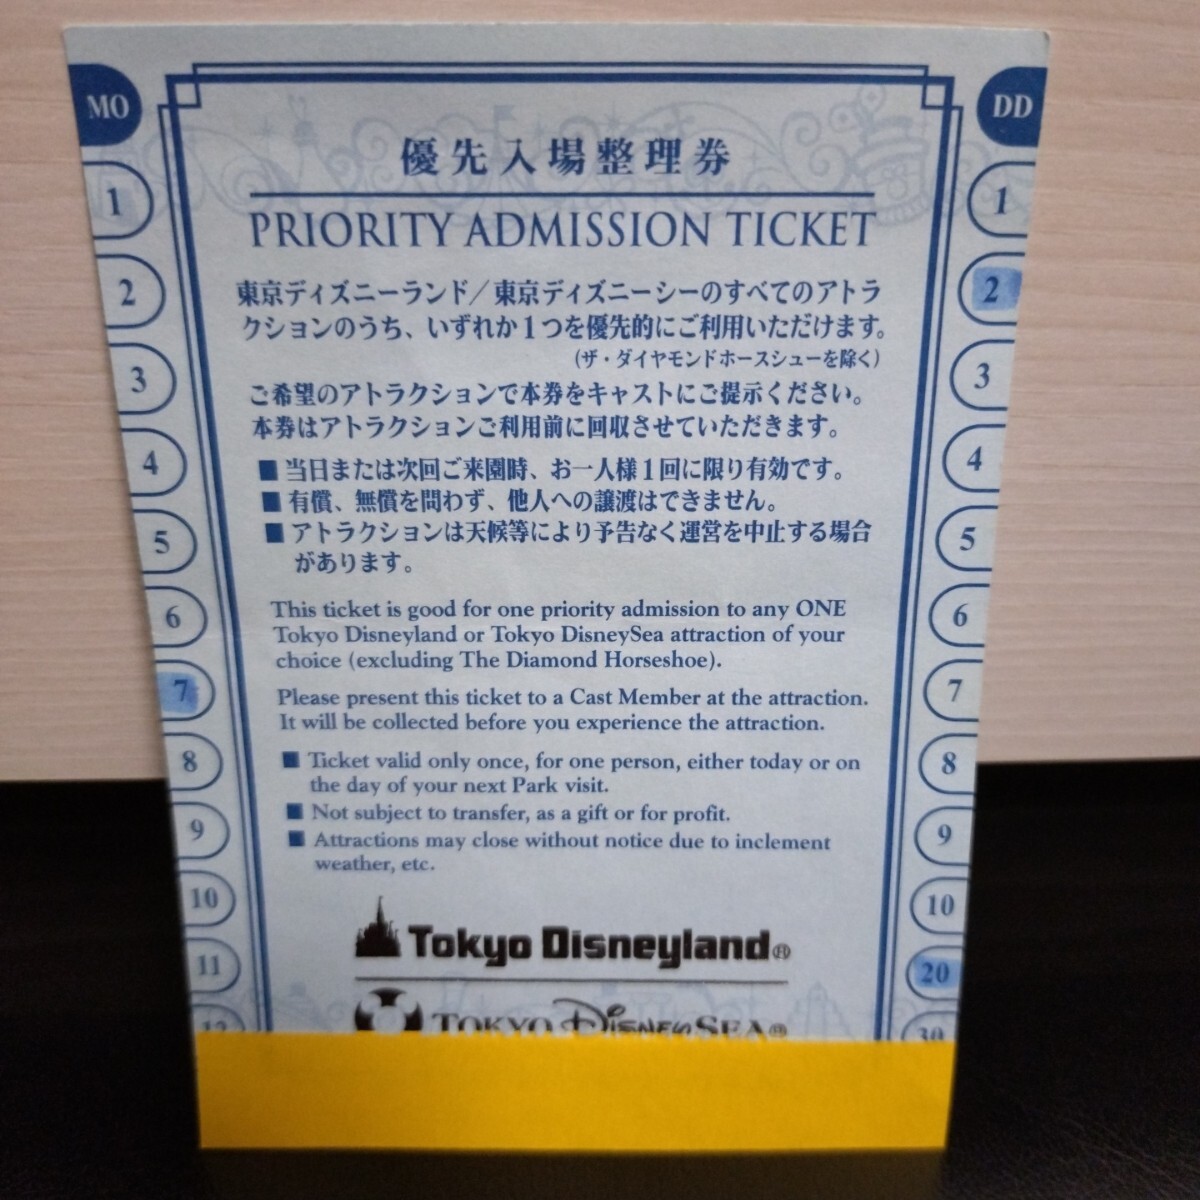 MO
DD
優先入場整理券
PRIORITY ADMISSION TICKET
東京ディズニーランド／東京ディズニーシーのすべてのアトラ
クションのうち、いずれか1つを優先的にご利用いただけます。
(ザ・ダイヤモンドホースシューを除く)
ご希望のアトラクションで本券をキャストにご提示ください。
本券はアトラクションご利用前に回収させていただきます。
■ 当日または次回ご来園時、お一人様1回に限り有効です。
■ 有償、無償を問わず、他人への譲渡はできません。
■ アトラクションは天候等により予告なく運営を中止する場合
があります。
This ticket is good for one priority admission to any ONE
Tokyo Disneyland or Tokyo DisneySea attraction of your
choice (excluding The Diamond Horseshoe).
Please present this ticket to a Cast Member at the attraction.
It will be collected before you experience the attraction.
■ Ticket valid only once, for one person, either today or on
the day of your next Park visit.
■ Not subject to transfer, as a gift or for profit.
■ Attractions may close without notice due to inclement
weather, etc.
Tokyo Disneyland®
TOKYO DISNEYSEA®
1
2
3
4
5
6
7
8
9
10
11
12
1
2
3
4
5
6
7
8
9
10
20
30